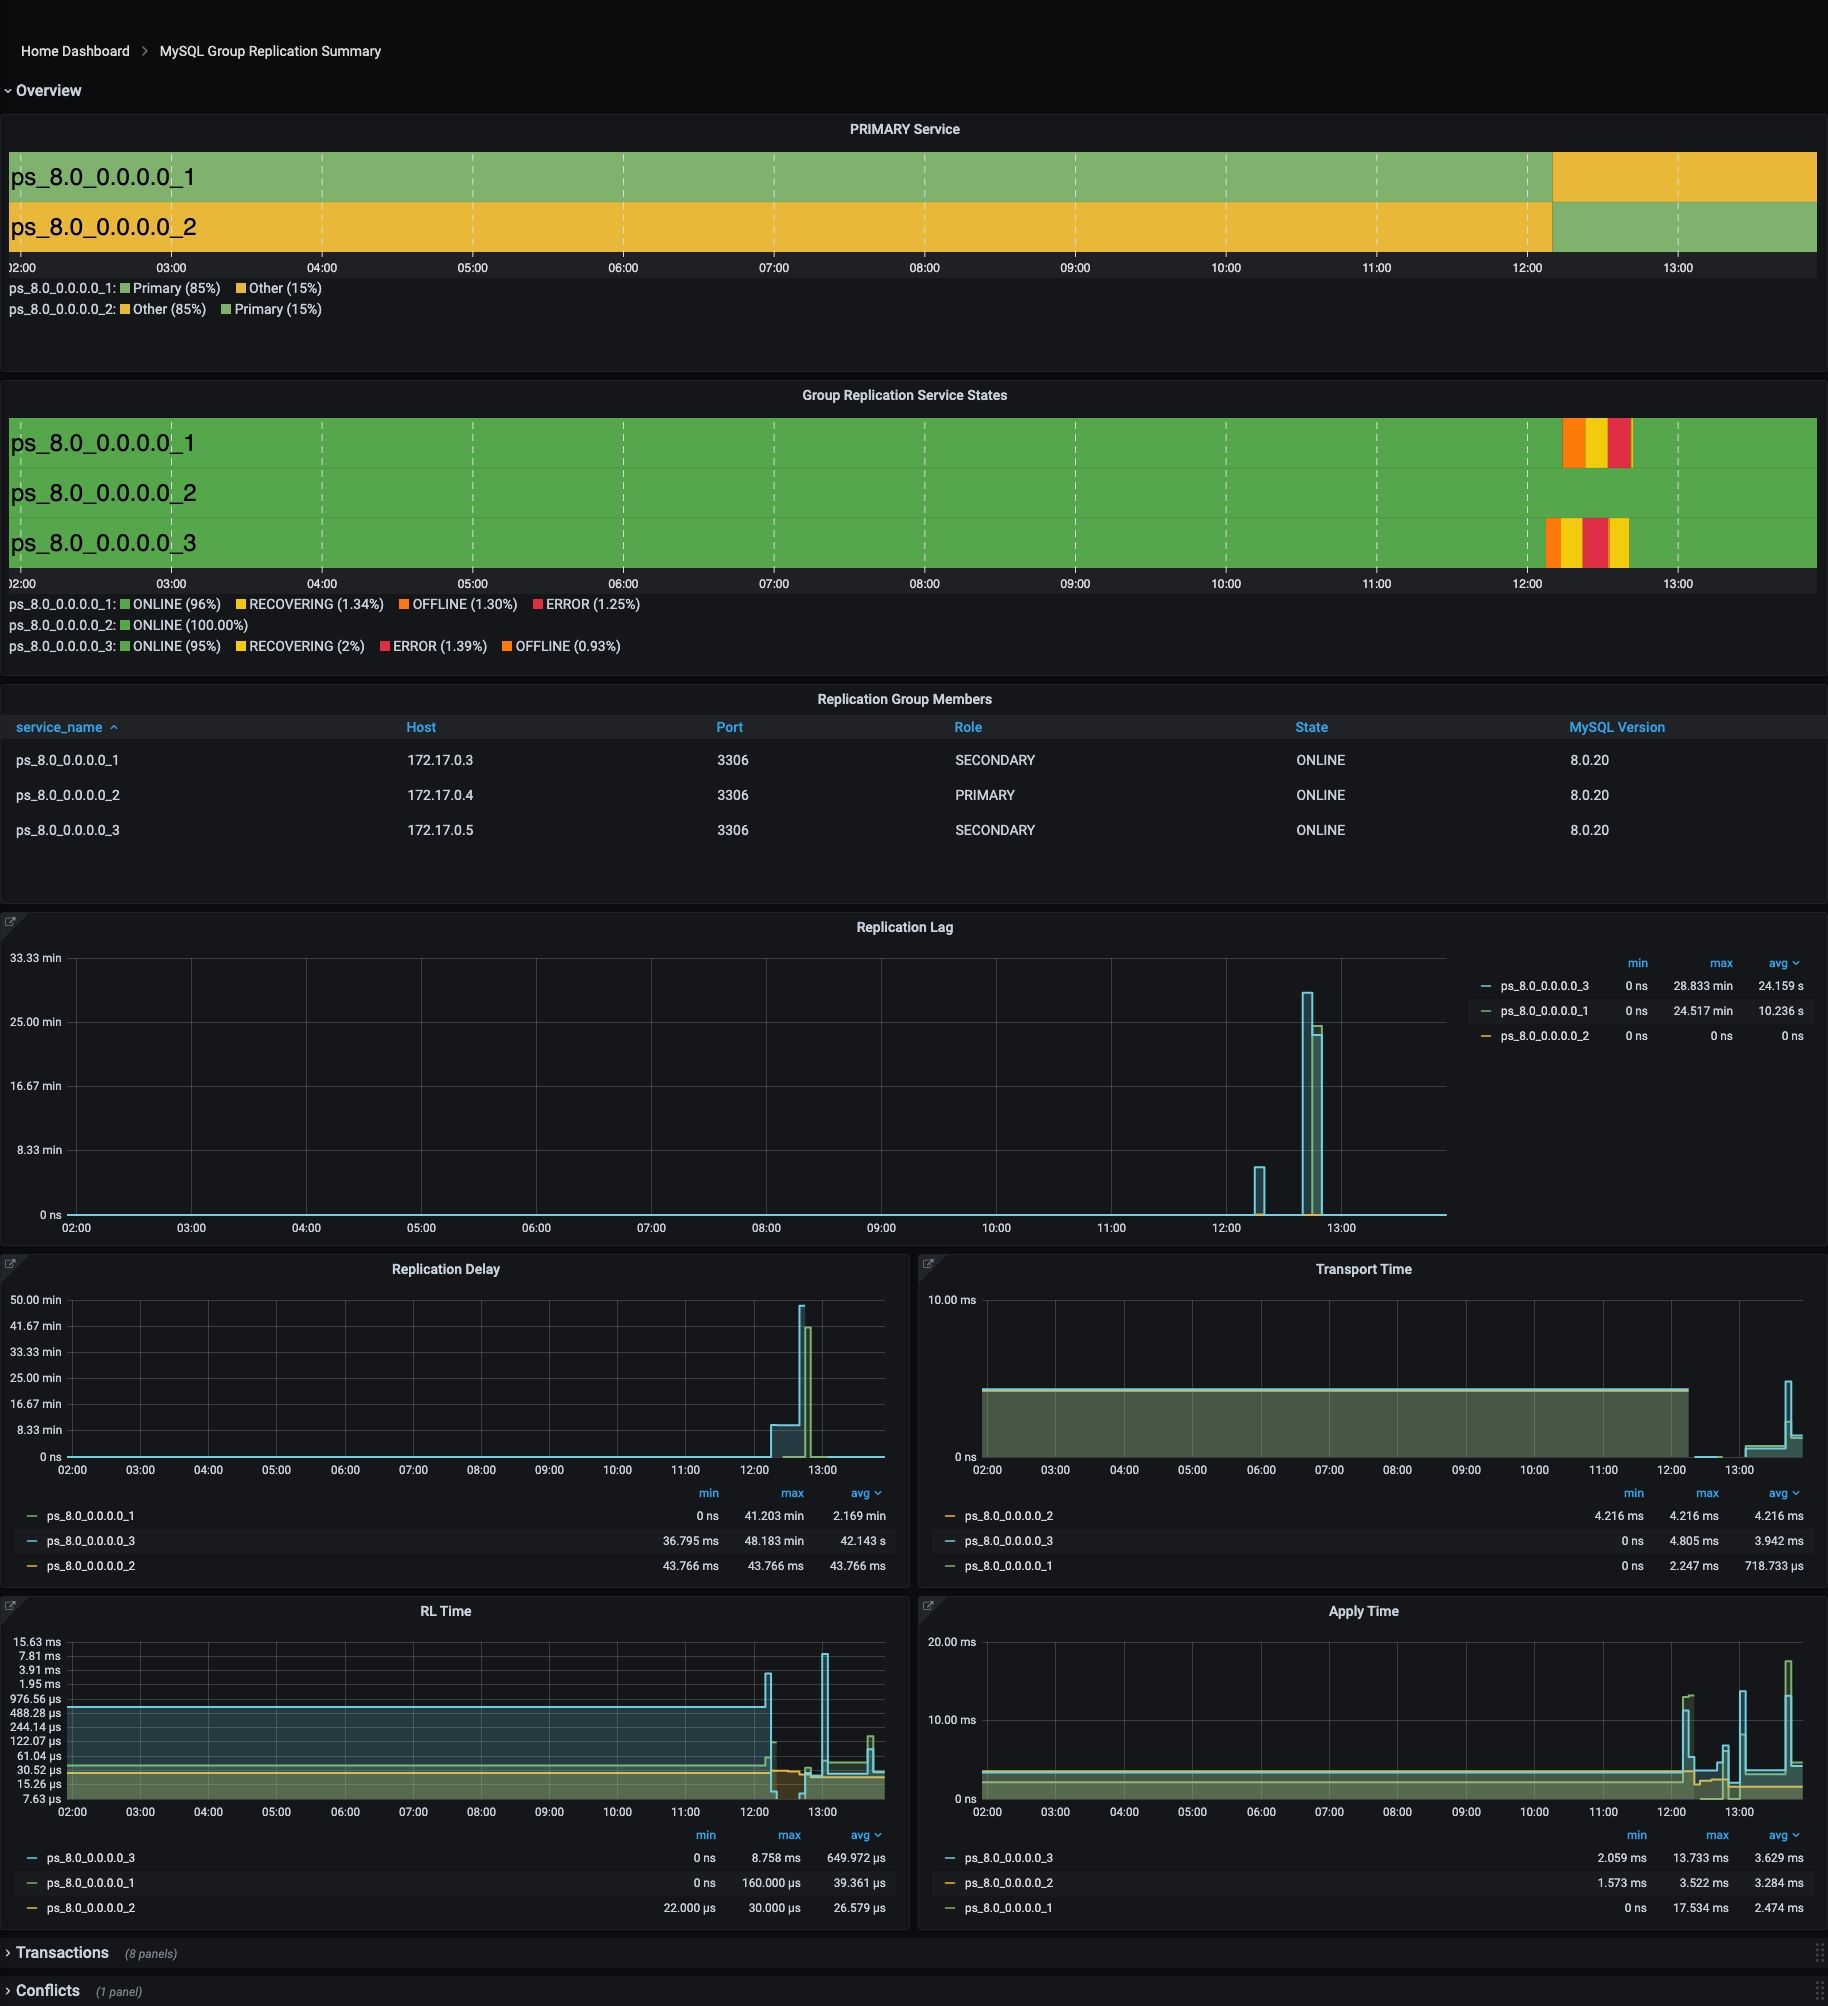 Home Dashboard > MySQL Group Replication Summary
Overview
PRIMARY Service
ps_8.0_0.0.0.0_1
ps_8.0_0.0.0.0_2
02:00 03:00 04:00 05:00 06:00 07:00 08:00 09:00 10:00 11:00 12:00 13:00
ps_8.0_0.0.0.0_1: Primary (85%) Other (15%)
ps_8.0_0.0.0.0_2: Other (85%) Primary (15%)
Group Replication Service States
ps_8.0_0.0.0.0_1
ps_8.0_0.0.0.0_2
ps_8.0_0.0.0.0_3
02:00 03:00 04:00 05:00 06:00 07:00 08:00 09:00 10:00 11:00 12:00 13:00
ps_8.0_0.0.0.0_1: ONLINE (96%) RECOVERING (1.34%) OFFLINE (1.30%) ERROR (1.25%)
ps_8.0_0.0.0.0_2: ONLINE (100.00%)
ps_8.0_0.0.0.0_3: ONLINE (95%) RECOVERING (2%) ERROR (1.39%) OFFLINE (0.93%)
Replication Group Members
service_name Host Port Role State MySQL Version
ps_8.0_0.0.0.0_1 172.17.0.3 3306 SECONDARY ONLINE 8.0.20
ps_8.0_0.0.0.0_2 172.17.0.4 3306 PRIMARY ONLINE 8.0.20
ps_8.0_0.0.0.0_3 172.17.0.5 3306 SECONDARY ONLINE 8.0.20
Replication Lag
33.33 min
25.00 min
16.67 min
8.33 min
0 ns
02:00 03:00 04:00 05:00 06:00 07:00 08:00 09:00 10:00 11:00 12:00 13:00
min max avg
ps_8.0_0.0.0.0_3 0 ns 28.833 min 24.159 s
ps_8.0_0.0.0.0_1 0 ns 24.517 min 10.236 s
ps_8.0_0.0.0.0_2 0 ns 0 ns 0 ns
Replication Delay
50.00 min
41.67 min
33.33 min
25.00 min
16.67 min
8.33 min
0 ns
02:00 03:00 04:00 05:00 06:00 07:00 08:00 09:00 10:00 11:00 12:00 13:00
min max avg
ps_8.0_0.0.0.0_1 0 ns 41.203 min 2.169 min
ps_8.0_0.0.0.0_3 36.795 ms 48.183 min 42.143 s
ps_8.0_0.0.0.0_2 43.766 ms 43.766 ms 43.766 ms
Transport Time
10.00 ms
0 ns
02:00 03:00 04:00 05:00 06:00 07:00 08:00 09:00 10:00 11:00 12:00 13:00
min max avg
ps_8.0_0.0.0.0_2 4.216 ms 4.216 ms 4.216 ms
ps_8.0_0.0.0.0_3 0 ns 4.805 ms 3.942 ms
ps_8.0_0.0.0.0_1 0 ns 2.247 ms 718.733 µs
RL Time
15.63 ms
7.81 ms
3.91 ms
1.95 ms
976.56 µs
488.28 µs
244.14 µs
122.07 µs
61.04 µs
30.52 µs
15.26 µs
7.63 µs
02:00 03:00 04:00 05:00 06:00 07:00 08:00 09:00 10:00 11:00 12:00 13:00
min max avg
ps_8.0_0.0.0.0_3 0 ns 8.758 ms 649.972 µs
ps_8.0_0.0.0.0_1 0 ns 160.000 µs 39.361 µs
ps_8.0_0.0.0.0_2 22.000 µs 30.000 µs 26.579 µs
Apply Time
20.00 ms
10.00 ms
0 ns
02:00 03:00 04:00 05:00 06:00 07:00 08:00 09:00 10:00 11:00 12:00 13:00
min max avg
ps_8.0_0.0.0.0_3 2.059 ms 13.733 ms 3.629 ms
ps_8.0_0.0.0.0_2 1.573 ms 3.522 ms 3.284 ms
ps_8.0_0.0.0.0_1 0 ns 17.534 ms 2.474 ms
Transactions (8 panels)
Conflicts (1 panel)